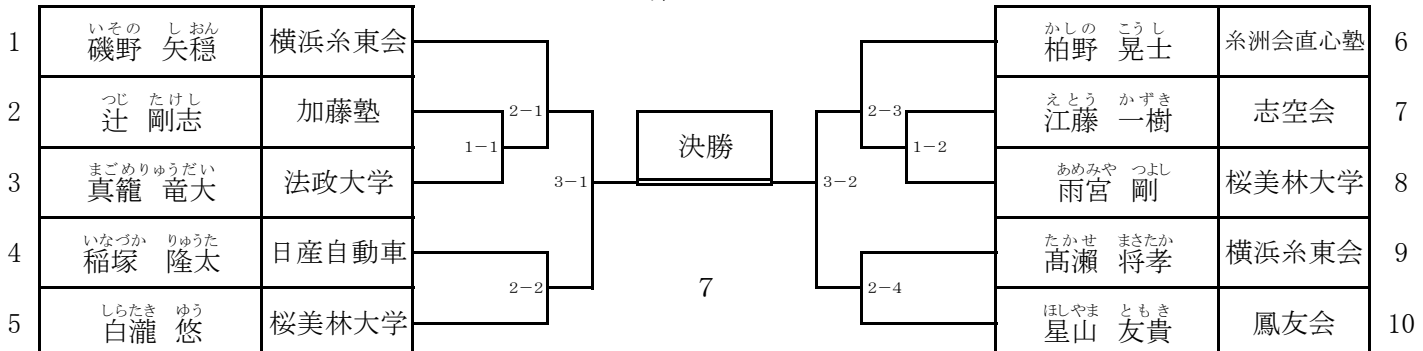 1 いその しおん 磯野 矢穏 横浜糸東会
2 つじ たけし 辻 剛志 加藤塾
3 まごめりゅうだい 真籠 竜大 法政大学
4 いなづか りゅうた 稲塚 隆太 日産自動車
5 しらたき ゆう 白瀧 悠 桜美林大学
2-1
1-1
3-1
2-2
決勝
7
2-3
1-2
3-2
2-4
かしの こうし 柏野 晃士 糸洲会直心塾 6
えとう かずき 江藤 一樹 志空会 7
あめみや つよし 雨宮 剛 桜美林大学 8
たかせ まさたか 髙瀨 将孝 横浜糸東会 9
ほしやま ともき 星山 友貴 鳳友会 10